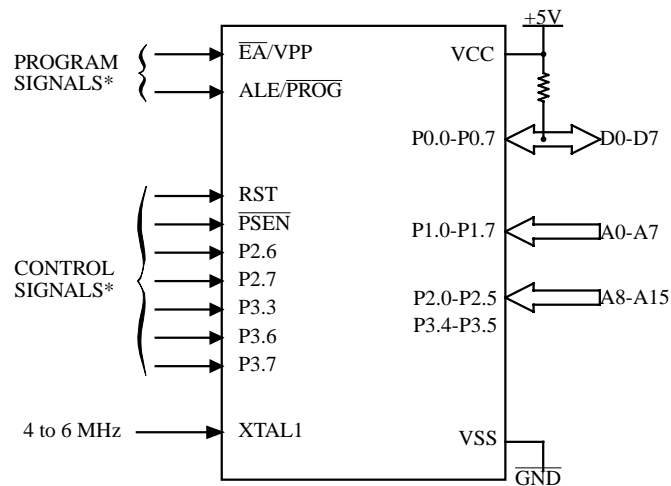 +5V
PROGRAM
SIGNALS*
EA/VPP
ALE/PROG
VCC
P0.0-P0.7
D0-D7
RST
PSEN
P2.6
P2.7
P3.3
P3.6
P3.7
CONTROL
SIGNALS*
P1.0-P1.7
A0-A7
P2.0-P2.5
P3.4-P3.5
A8-A15
4 to 6 MHz
XTAL1
VSS
GND